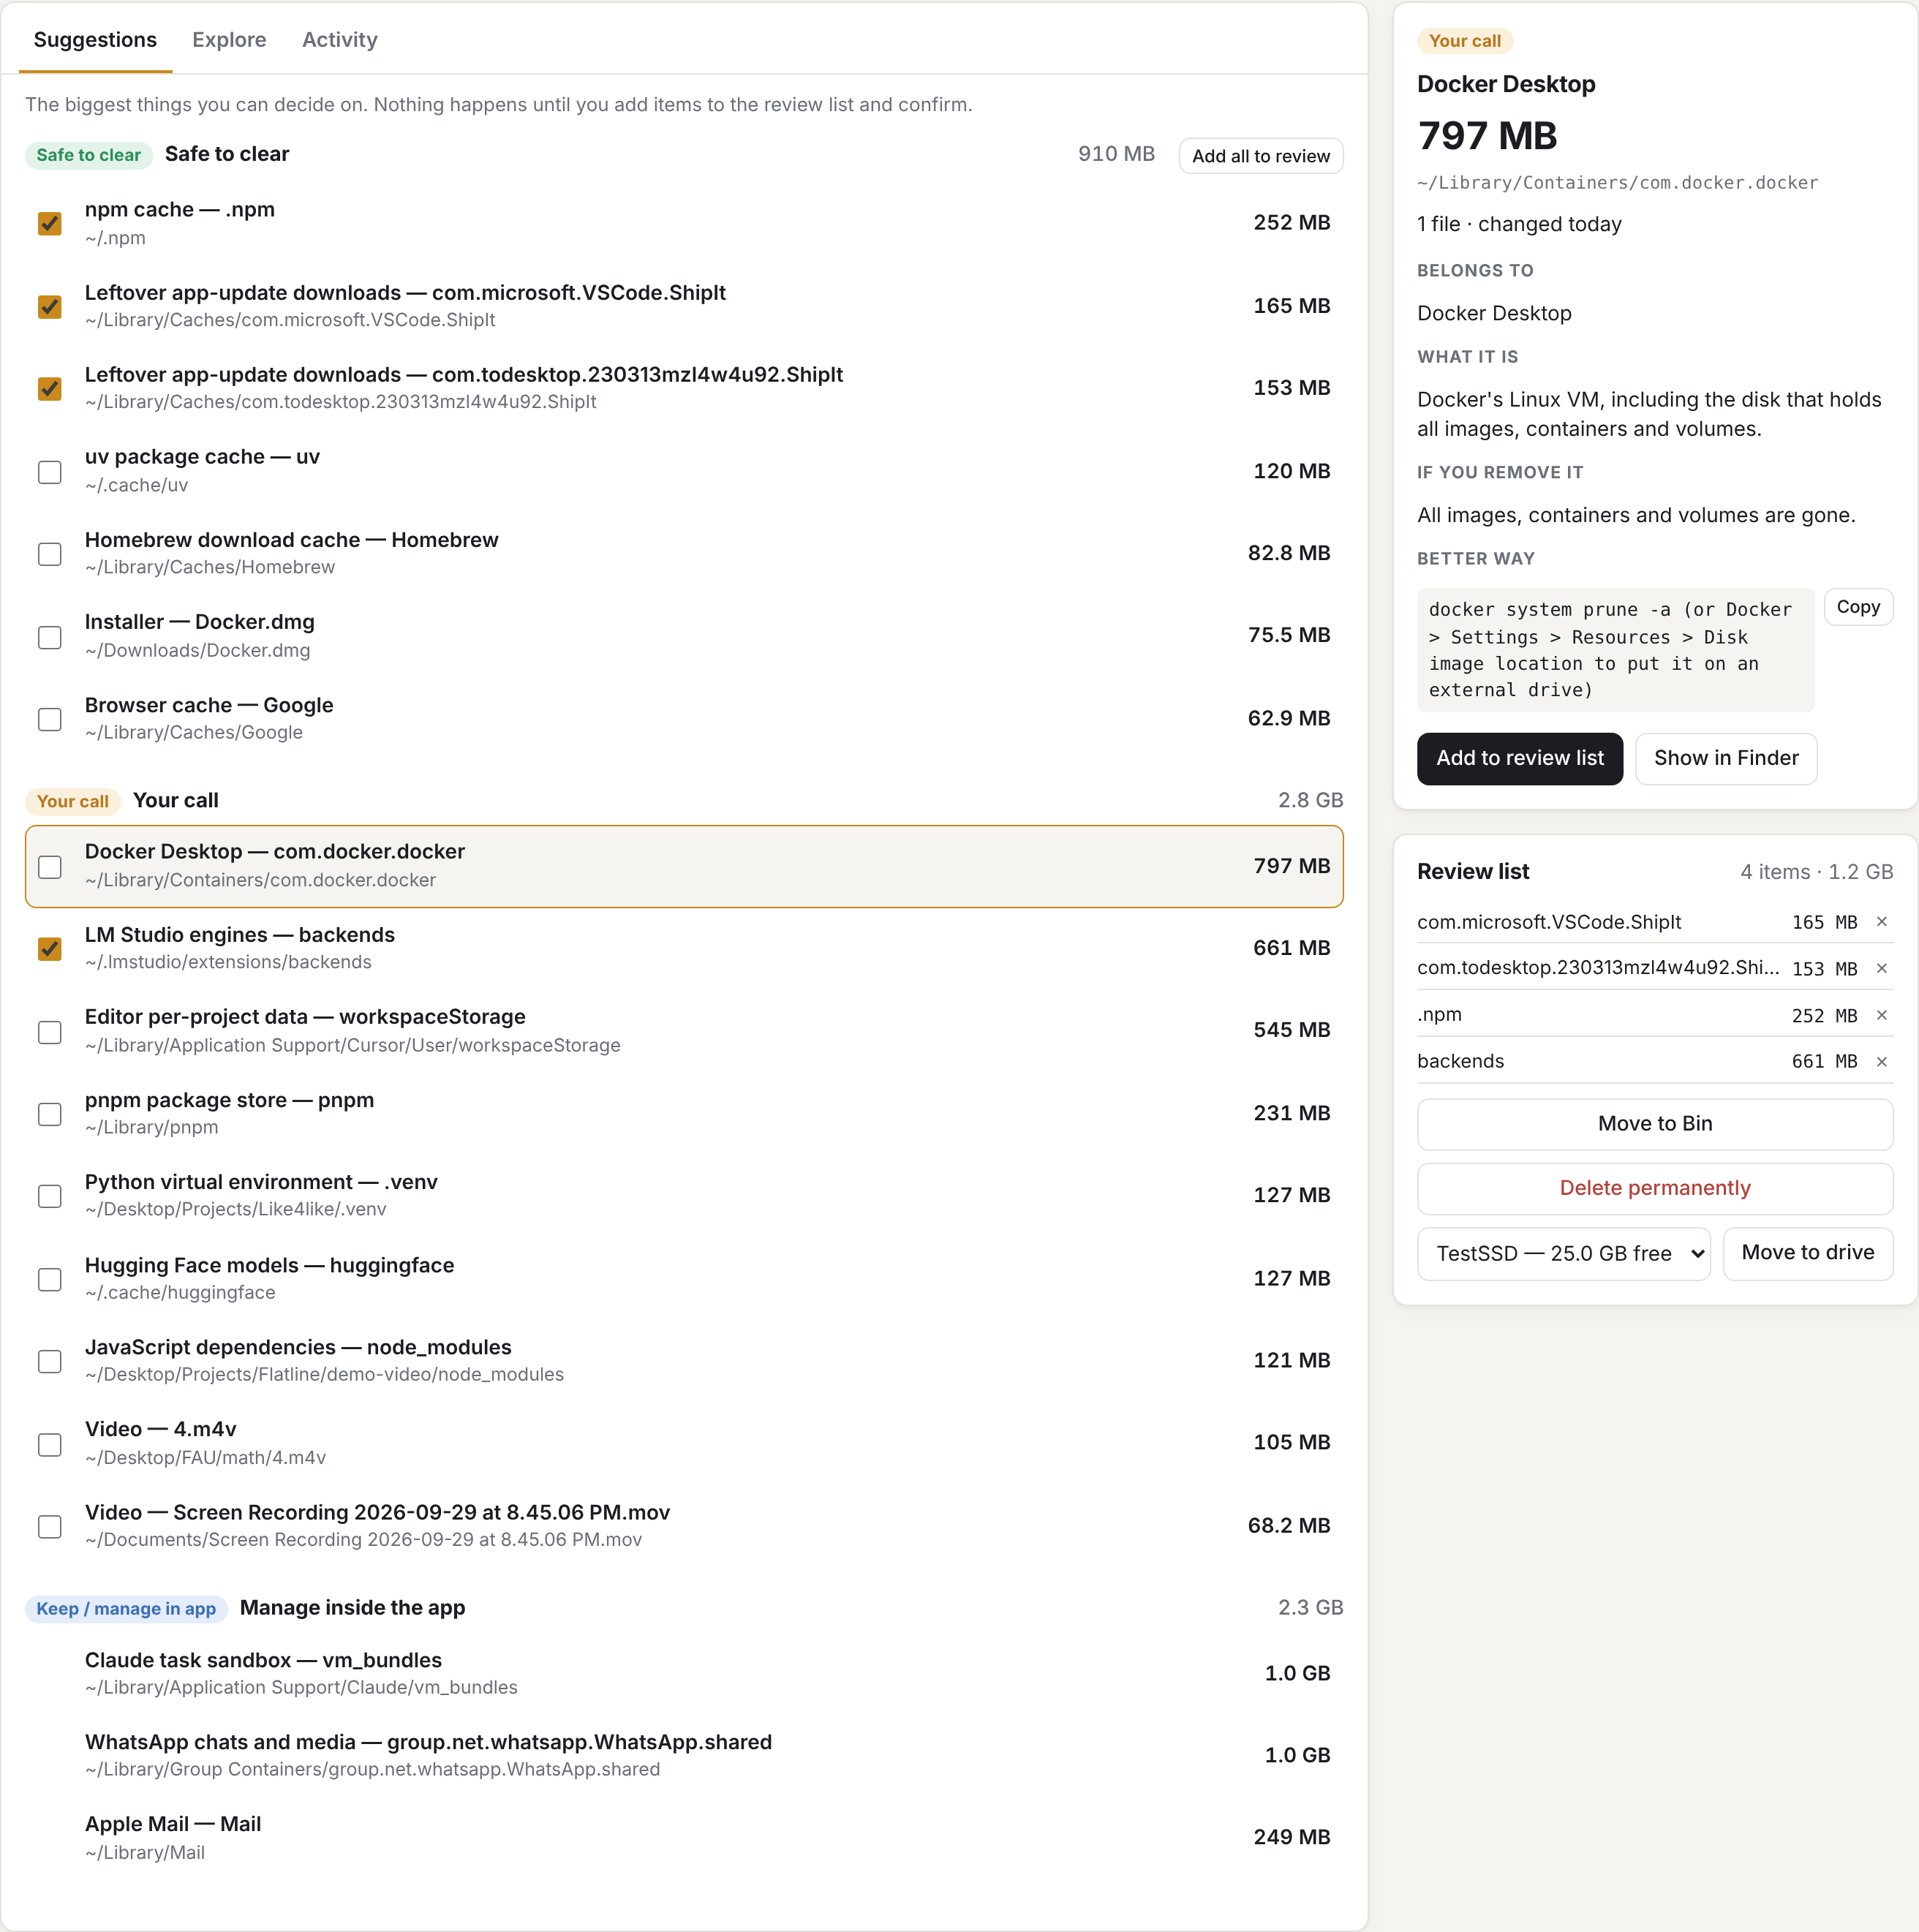 Suggestions Explore Activity
The biggest things you can decide on. Nothing happens until you add items to the review list and confirm.
Safe to clear Safe to clear 910 MB Add all to review
npm cache — .npm
~/.npm
252 MB
Leftover app-update downloads — com.microsoft.VSCode.ShipIt
~/Library/Caches/com.microsoft.VSCode.ShipIt
165 MB
Leftover app-update downloads — com.todesktop.230313mzl4w4u92.ShipIt
~/Library/Caches/com.todesktop.230313mzl4w4u92.ShipIt
153 MB
uv package cache — uv
~/.cache/uv
120 MB
Homebrew download cache — Homebrew
~/Library/Caches/Homebrew
82.8 MB
Installer — Docker.dmg
~/Downloads/Docker.dmg
75.5 MB
Browser cache — Google
~/Library/Caches/Google
62.9 MB
Your call Your call 2.8 GB
Docker Desktop — com.docker.docker
~/Library/Containers/com.docker.docker
797 MB
LM Studio engines — backends
~/.lmstudio/extensions/backends
661 MB
Editor per-project data — workspaceStorage
~/Library/Application Support/Cursor/User/workspaceStorage
545 MB
pnpm package store — pnpm
~/Library/pnpm
231 MB
Python virtual environment — .venv
~/Desktop/Projects/Like4like/.venv
127 MB
Hugging Face models — huggingface
~/.cache/huggingface
127 MB
JavaScript dependencies — node_modules
~/Desktop/Projects/Flatline/demo-video/node_modules
121 MB
Video — 4.m4v
~/Desktop/FAU/math/4.m4v
105 MB
Video — Screen Recording 2026-09-29 at 8.45.06 PM.mov
~/Documents/Screen Recording 2026-09-29 at 8.45.06 PM.mov
68.2 MB
Keep / manage in app Manage inside the app 2.3 GB
Claude task sandbox — vm_bundles
~/Library/Application Support/Claude/vm_bundles
1.0 GB
WhatsApp chats and media — group.net.whatsapp.WhatsApp.shared
~/Library/Group Containers/group.net.whatsapp.WhatsApp.shared
1.0 GB
Apple Mail — Mail
~/Library/Mail
249 MB
Your call
Docker Desktop
797 MB
~/Library/Containers/com.docker.docker
1 file · changed today
BELONGS TO
Docker Desktop
WHAT IT IS
Docker's Linux VM, including the disk that holds
all images, containers and volumes.
IF YOU REMOVE IT
All images, containers and volumes are gone.
BETTER WAY
docker system prune -a (or Docker
> Settings > Resources > Disk
image location to put it on an
external drive)
Copy
Add to review list Show in Finder
Review list 4 items · 1.2 GB
com.microsoft.VSCode.ShipIt 165 MB ×
com.todesktop.230313mzl4w4u92.Shi... 153 MB ×
.npm 252 MB ×
backends 661 MB ×
Move to Bin
Delete permanently
TestSSD — 25.0 GB free Move to drive